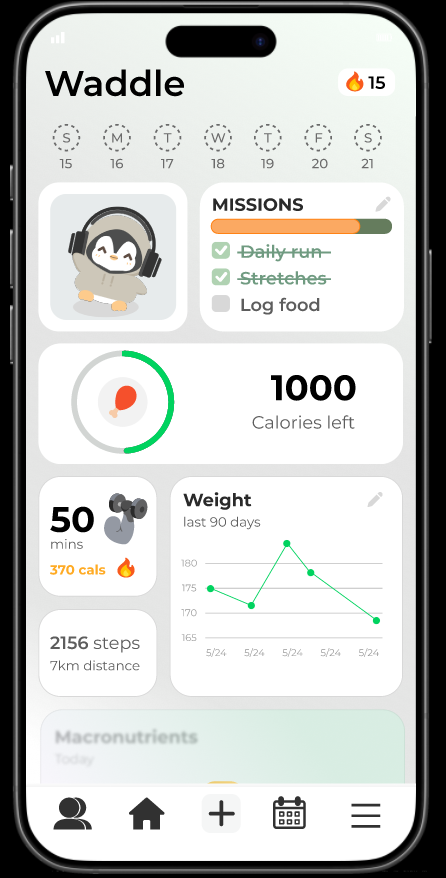 Waddle
15
S M T W T F S
15 16 17 18 19 20 21
MISSIONS
Daily run
Stretches
Log food
1000
Calories left
50
mins
370 cals
2156 steps
7km distance
Weight
last 90 days
180
175
170
165
5/24 5/24 5/24 5/24 5/24
Macronutrients
Today